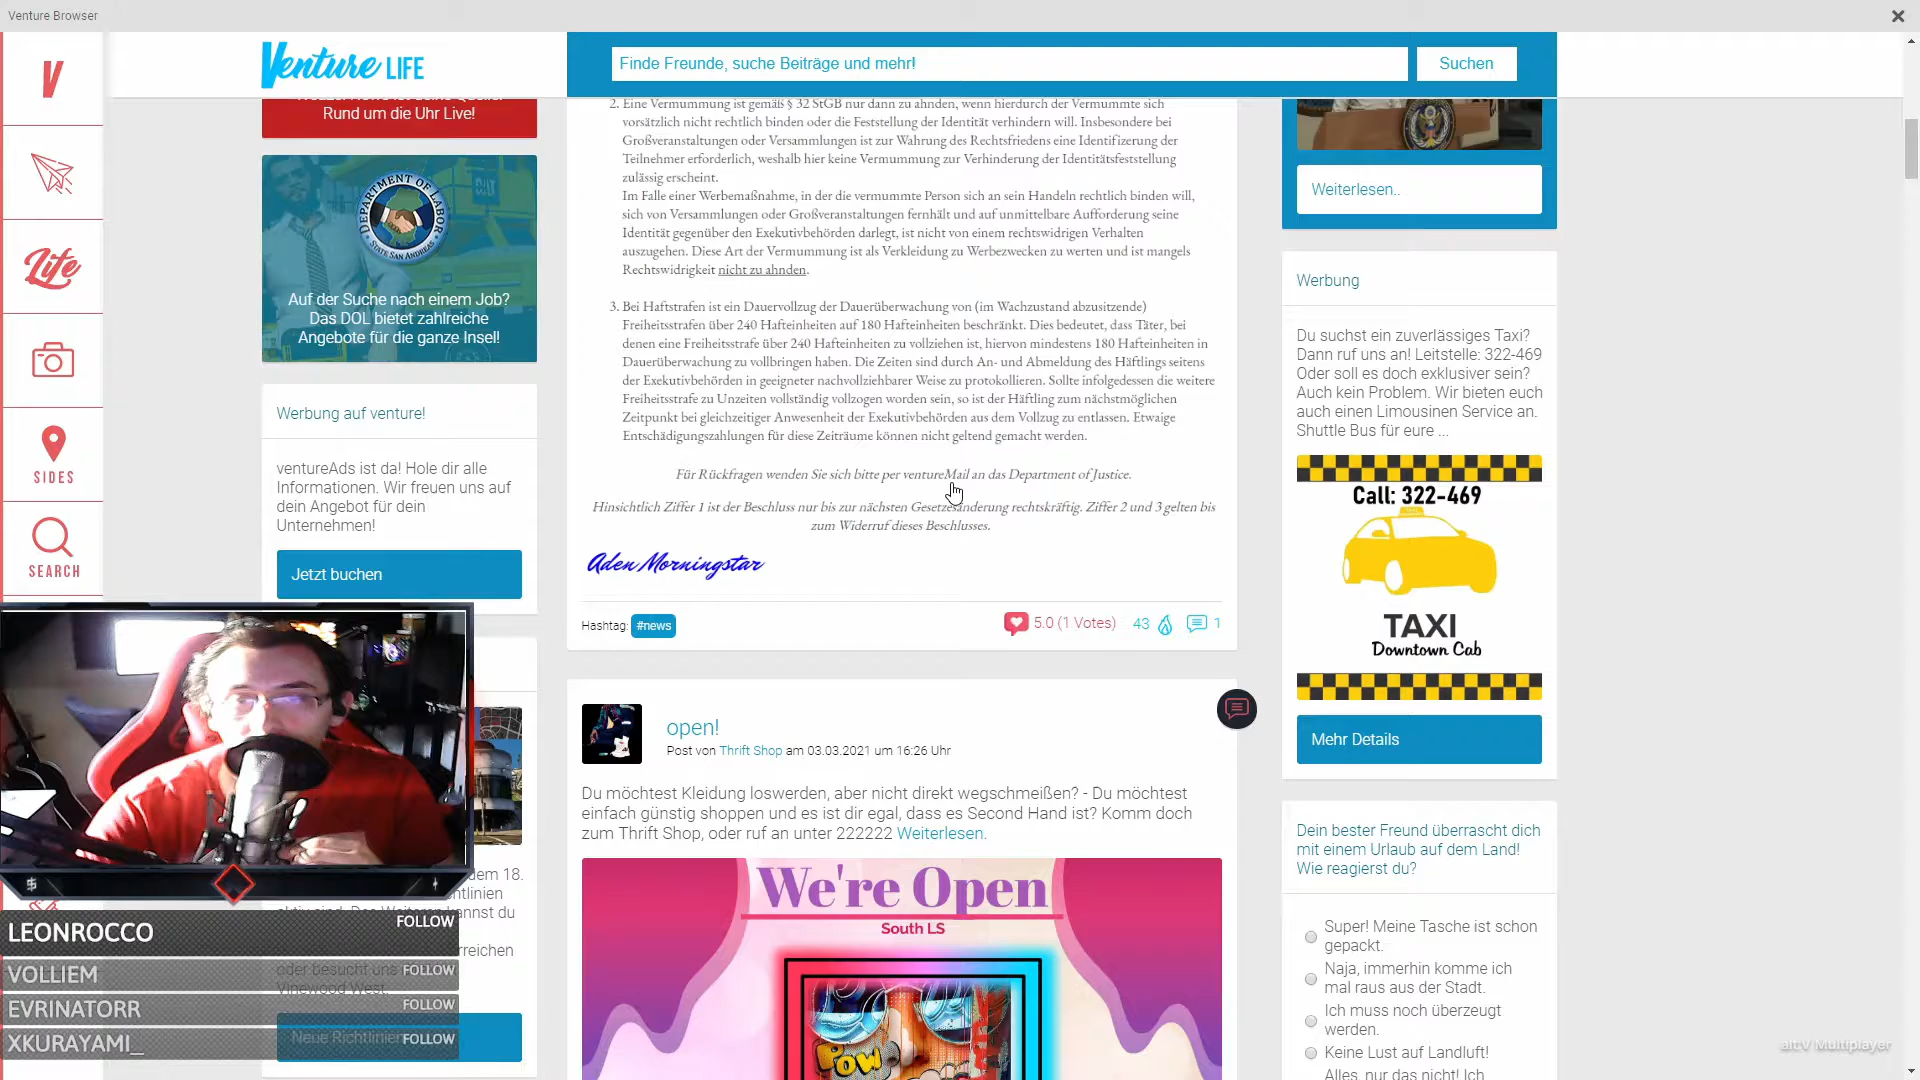 Venture Browser
Venture LIFE
Finde Freunde, suche Beiträge und mehr!
Suchen
V
Life
SIDES
SEARCH
Rund um die Uhr Live!
DEPARTMENT OF LABOR
STATE SAN ANDREAS
Auf der Suche nach einem Job?
Das DOL bietet zahlreiche
Angebote für die ganze Insel!
Werbung auf venture!
ventureAds ist da! Hole dir alle
Informationen. Wir freuen uns auf
dein Angebot für dein
Unternehmen!
Jetzt buchen
dem 18.
kannst du
oder besucht uns
Vinewood West.
Neue Richtlinien
LEONROCCO FOLLOW
VOLLIEM FOLLOW
EVRINATORR FOLLOW
XKURAYAMI_ FOLLOW
2. Eine Vermummung ist gemäß § 32 StGB nur dann zu ahnden, wenn hierdurch der Vermummte sich
vorsätzlich nicht rechtlich binden oder die Feststellung der Identität verhindern will. Insbesondere bei
Großveranstaltungen oder Versammlungen ist zur Wahrung des Rechtsfriedens eine Identifizerung der
Teilnehmer erforderlich, weshalb hier keine Vermummung zur Verhinderung der Identitätsfeststellung
zulässig erscheint.
Im Falle einer Werbemaßnahme, in der die vermummte Person sich an sein Handeln rechtlich binden will,
sich von Versammlungen oder Großveranstaltungen fernhält und auf unmittelbare Aufforderung seine
Identität gegenüber den Exekutivbehörden darlegt, ist nicht von einem rechtswidrigen Verhalten
auszugehen. Diese Art der Vermummung ist als Verkleidung zu Werbezwecken zu werten und ist mangels
Rechtswidrigkeit nicht zu ahnden.
3. Bei Haftstrafen ist ein Dauervollzug der Dauerüberwachung von (im Wachzustand abzusitzende)
Freiheitsstrafen über 240 Hafteinheiten auf 180 Hafteinheiten beschränkt. Dies bedeutet, dass Täter, bei
denen eine Freiheitsstrafe über 240 Hafteinheiten zu vollziehen ist, hiervon mindestens 180 Hafteinheiten in
Dauerüberwachung zu vollbringen haben. Die Zeiten sind durch An- und Abmeldung des Häftlings seitens
der Exekutivbehörden in geeigneter nachvollziehbarer Weise zu protokollieren. Sollte infolgedessen die weitere
Freiheitsstrafe zu Unzeiten vollständig vollzogen worden sein, so ist der Häftling zum nächstmöglichen
Zeitpunkt bei gleichzeitiger Anwesenheit der Exekutivbehörden aus dem Vollzug zu entlassen. Etwaige
Entschädigungszahlungen für diese Zeiträume können nicht geltend gemacht werden.
Für Rückfragen wenden Sie sich bitte per ventureMail an das Department of Justice.
Hinsichtlich Ziffer 1 ist der Beschluss nur bis zur nächsten Gesetzesänderung rechtskräftig. Ziffer 2 und 3 gelten bis
zum Widerruf dieses Beschlusses.
Aden Morningstar
Hashtag: #news
5.0 (1 Votes) 43 1
open!
Post von Thrift Shop am 03.03.2021 um 16:26 Uhr
Du möchtest Kleidung loswerden, aber nicht direkt wegschmeißen? - Du möchtest
einfach günstig shoppen und es ist dir egal, dass es Second Hand ist? Komm doch
zum Thrift Shop, oder ruf an unter 222222 Weiterlesen.
We're Open
South LS
POW
Weiterlesen..
Werbung
Du suchst ein zuverlässiges Taxi?
Dann ruf uns an! Leitstelle: 322-469
Oder soll es doch exklusiver sein?
Auch kein Problem. Wir bieten euch
auch einen Limousinen Service an.
Shuttle Bus für eure ...
Call: 322-469
TAXI
Downtown Cab
Mehr Details
Dein bester Freund überrascht dich
mit einem Urlaub auf dem Land!
Wie reagierst du?
Super! Meine Tasche ist schon
gepackt.
Naja, immerhin komme ich
mal raus aus der Stadt.
Ich muss noch überzeugt
werden.
Keine Lust auf Landluft!
Alles, nur das nicht! Ich
alt:V Multiplayer